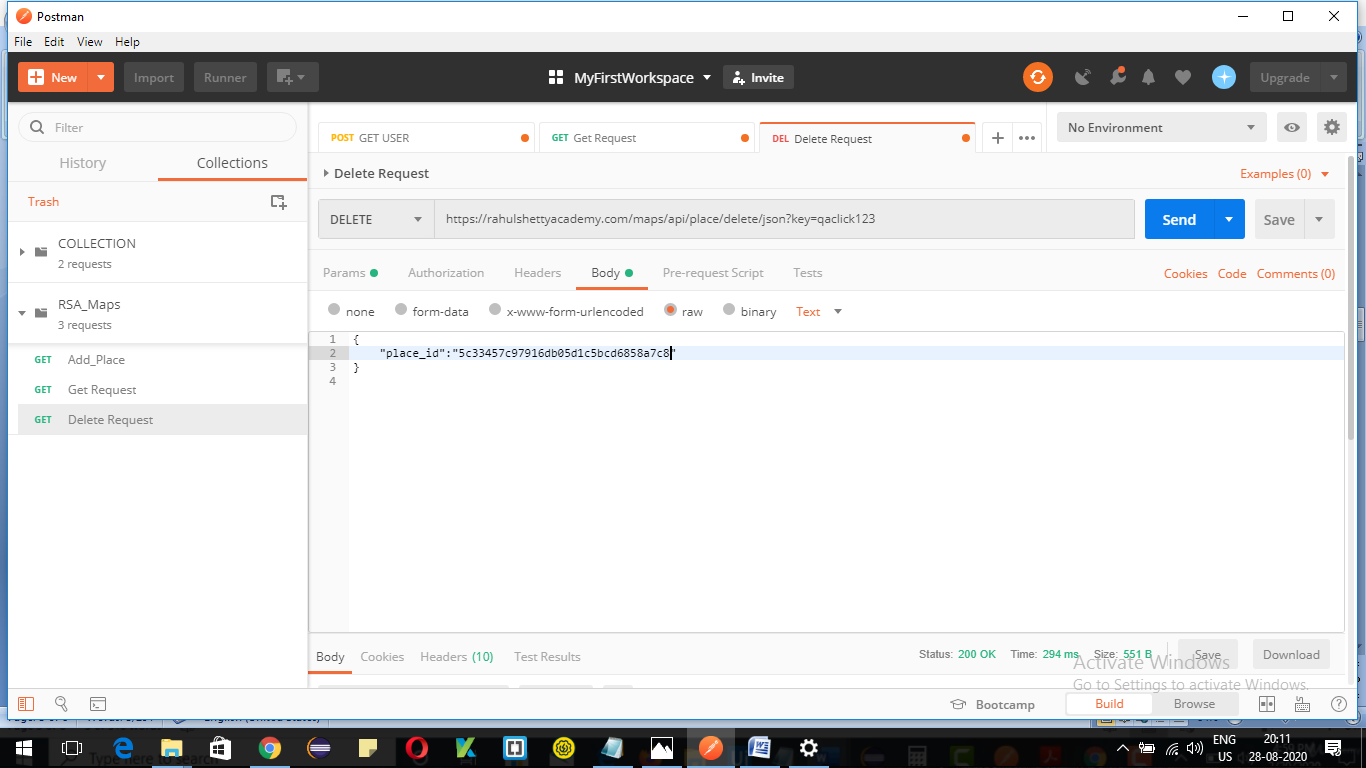 Postman
File Edit View Help
New Import Runner MyFirstWorkspace Invite Upgrade
Filter
History Collections
Trash
COLLECTION
2 requests
RSA_Maps
3 requests
GET Add_Place
GET Get Request
GET Delete Request
POST GET USER GET Get Request DEL Delete Request + ••• No Environment
Delete Request Examples (0)
DELETE https://rahulshettyacademy.com/maps/api/place/delete/json?key=qaclick123 Send Save
Params Authorization Headers Body Pre-request Script Tests Cookies Code Comments (0)
none form-data x-www-form-urlencoded raw binary Text
1 {
2 "place_id":"5c33457c97916db05d1c5bcd6858a7c8"
3 }
4
Body Cookies Headers (10) Test Results Status: 200 OK Time: 294 ms Size: 551 B Save Download
Activate Windows
Go to Settings to activate Windows.
Bootcamp Build Browse
English (United States)
ENG
US
20:11
28-08-2020